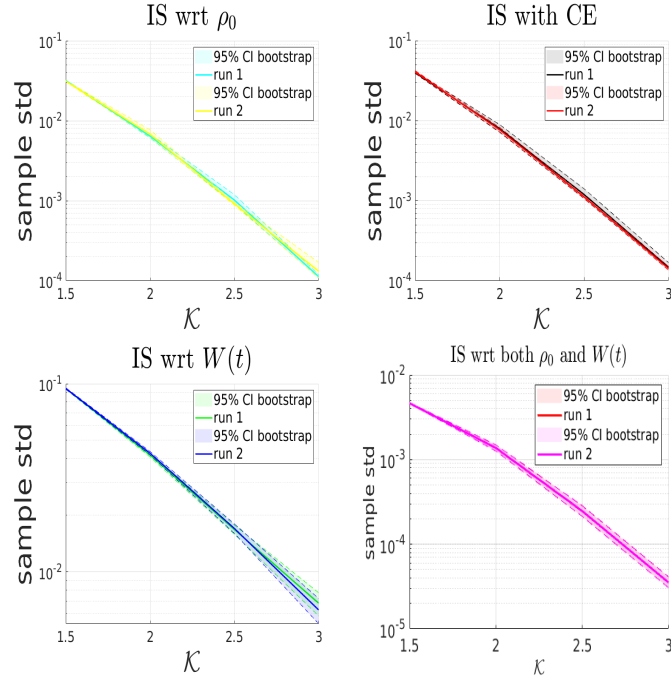 IS wrt ρ₀
10⁻¹
10⁻²
10⁻³
10⁻⁴
sample std
95% CI bootstrap
run 1
95% CI bootstrap
run 2
1.5 2 2.5 3
𝒦
IS with CE
10⁻¹
10⁻²
10⁻³
10⁻⁴
sample std
95% CI bootstrap
run 1
95% CI bootstrap
run 2
1.5 2 2.5 3
𝒦
IS wrt W(t)
10⁻¹
10⁻²
sample std
95% CI bootstrap
run 1
95% CI bootstrap
run 2
1.5 2 2.5 3
𝒦
IS wrt both ρ₀ and W(t)
10⁻²
10⁻³
10⁻⁴
10⁻⁵
sample std
95% CI bootstrap
run 1
95% CI bootstrap
run 2
1.5 2 2.5 3
𝒦